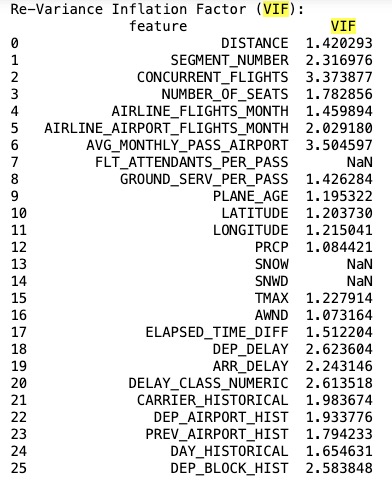 Re-Variance Inflation Factor (VIF):
feature VIF
0 DISTANCE 1.420293
1 SEGMENT_NUMBER 2.316976
2 CONCURRENT_FLIGHTS 3.373877
3 NUMBER_OF_SEATS 1.782856
4 AIRLINE_FLIGHTS_MONTH 1.459894
5 AIRLINE_AIRPORT_FLIGHTS_MONTH 2.029180
6 AVG_MONTHLY_PASS_AIRPORT 3.504597
7 FLT_ATTENDANTS_PER_PASS NaN
8 GROUND_SERV_PER_PASS 1.426284
9 PLANE_AGE 1.195322
10 LATITUDE 1.203730
11 LONGITUDE 1.215041
12 PRCP 1.084421
13 SNOW NaN
14 SNWD NaN
15 TMAX 1.227914
16 AWND 1.073164
17 ELAPSED_TIME_DIFF 1.512204
18 DEP_DELAY 2.623604
19 ARR_DELAY 2.243146
20 DELAY_CLASS_NUMERIC 2.613518
21 CARRIER_HISTORICAL 1.983674
22 DEP_AIRPORT_HIST 1.933776
23 PREV_AIRPORT_HIST 1.794233
24 DAY_HISTORICAL 1.654631
25 DEP_BLOCK_HIST 2.583848